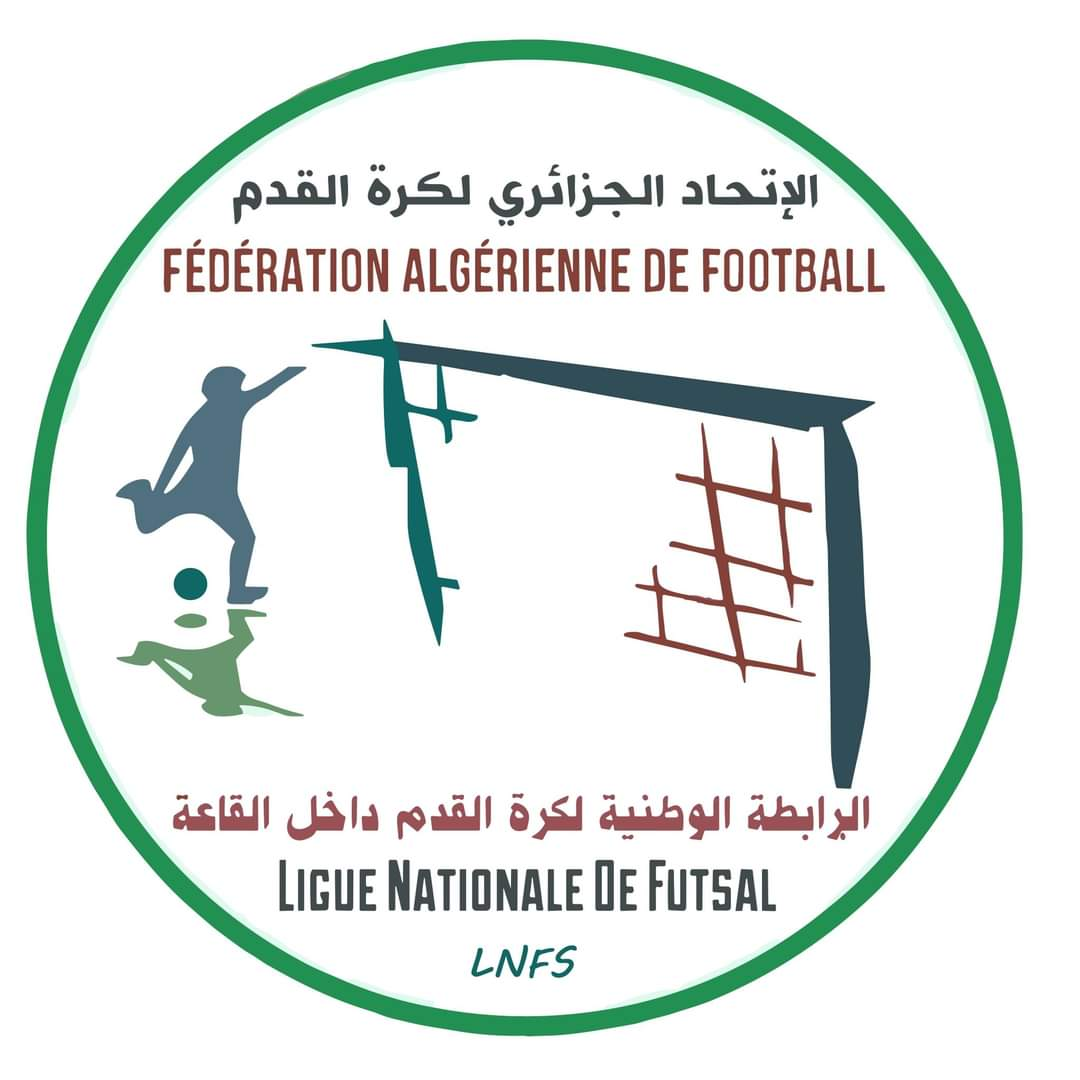 الإتحاد الجزائري لكرة القدم
FÉDÉRATION ALGÉRIENNE DE FOOTBALL
الرابطة الوطنية لكرة القدم داخل القاعة
LIGUE NATIONALE DE FUTSAL
LNFS